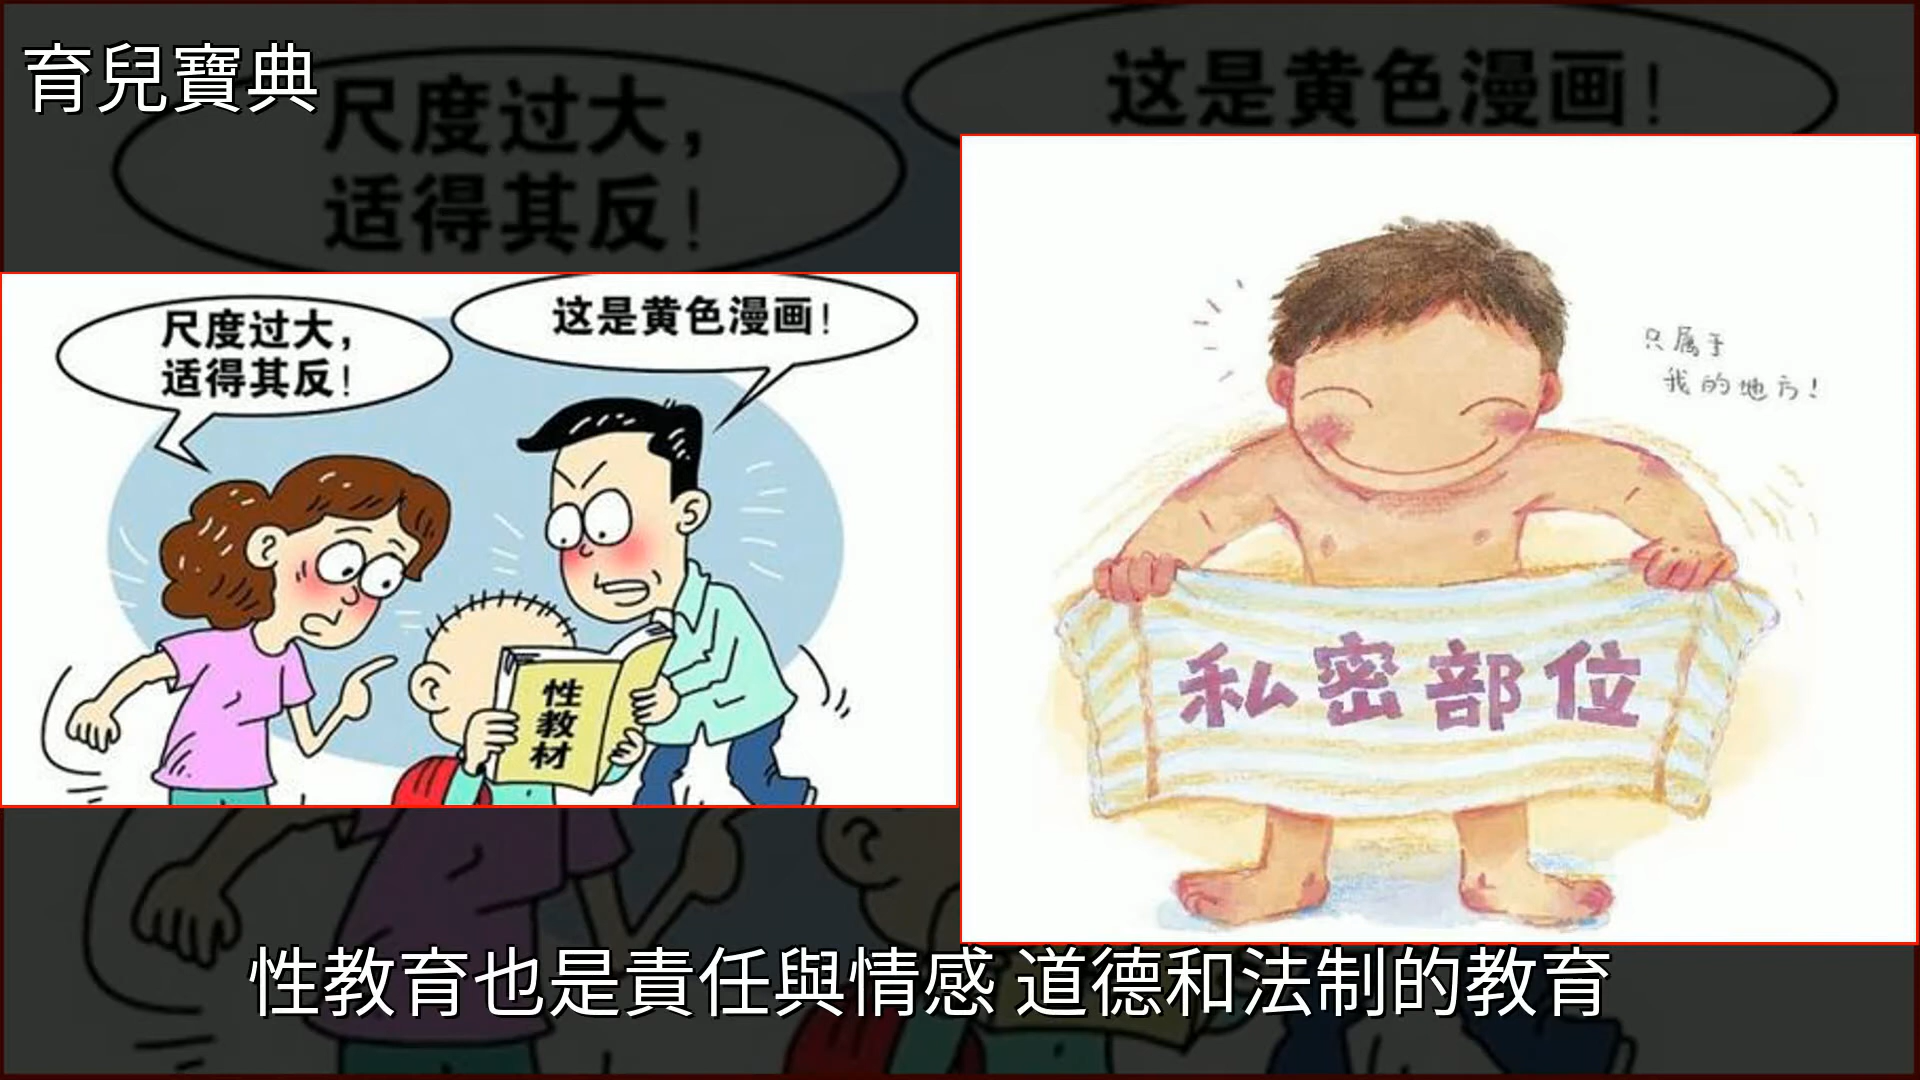 育兒寶典
尺度过大，
适得其反！
这是黄色漫画！
尺度过大，
适得其反！
这是黄色漫画！
性教材
只属于
我的地方！
私密部位
性教育也是責任與情感 道德和法制的教育